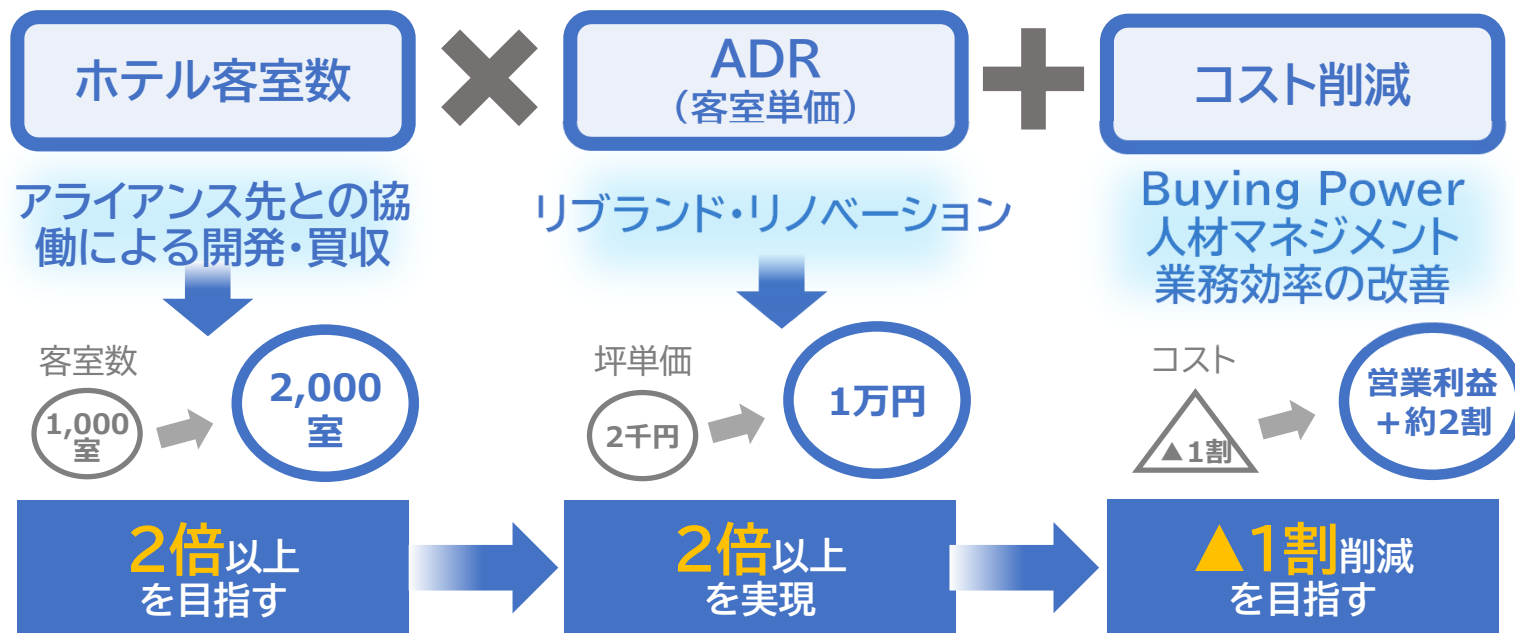 ホテル客室数
ADR
（客室単価）
コスト削減
アライアンス先との協
働による開発・買収
リブランド・リノベーション
Buying Power
人材マネジメント
業務効率の改善
客室数
1,000
室
2,000
室
坪単価
2千円
1万円
コスト
▲1割
営業利益
＋約2割
2倍以上
を目指す
2倍以上
を実現
▲1割削減
を目指す